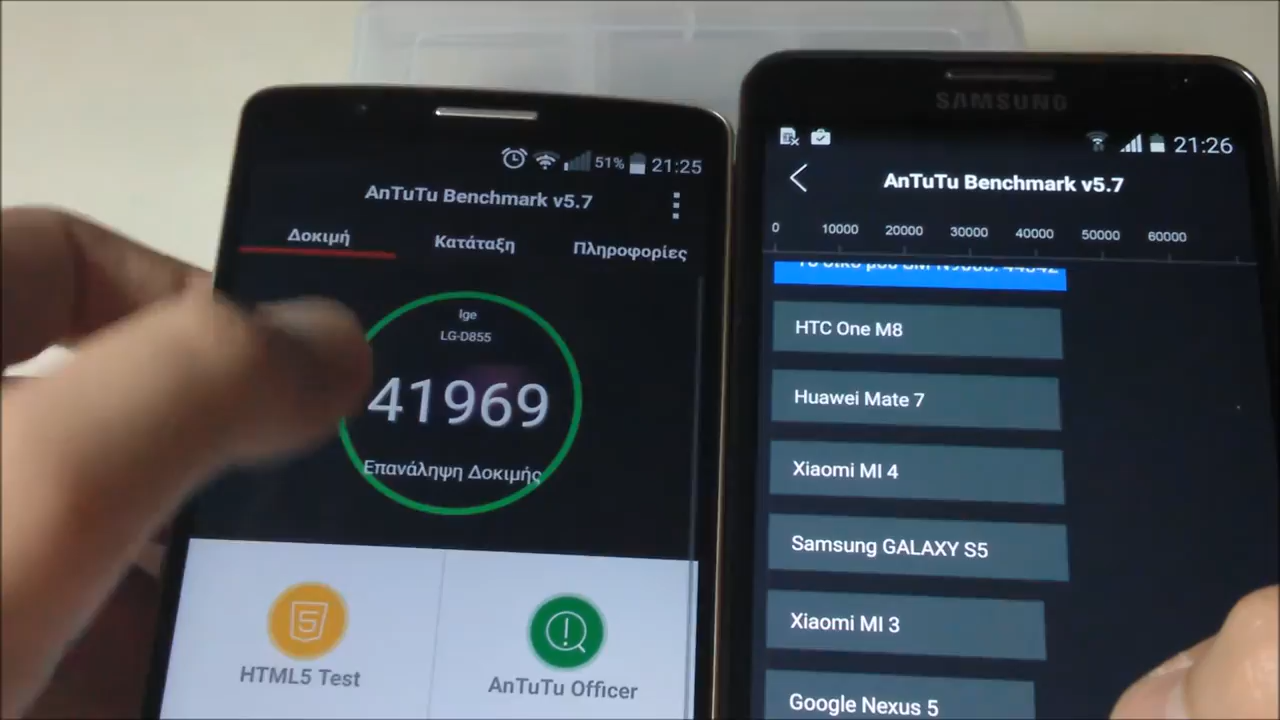 51% 21:25
AnTuTu Benchmark v5.7
Δοκιμή Κατάταξη Πληροφορίες
lge
LG-D855
41969
Επανάληψη Δοκιμής
HTML5 Test
AnTuTu Officer
SAMSUNG
21:26
AnTuTu Benchmark v5.7
0 10000 20000 30000 40000 50000 60000
HTC One M8
Huawei Mate 7
Xiaomi MI 4
Samsung GALAXY S5
Xiaomi MI 3
Google Nexus 5